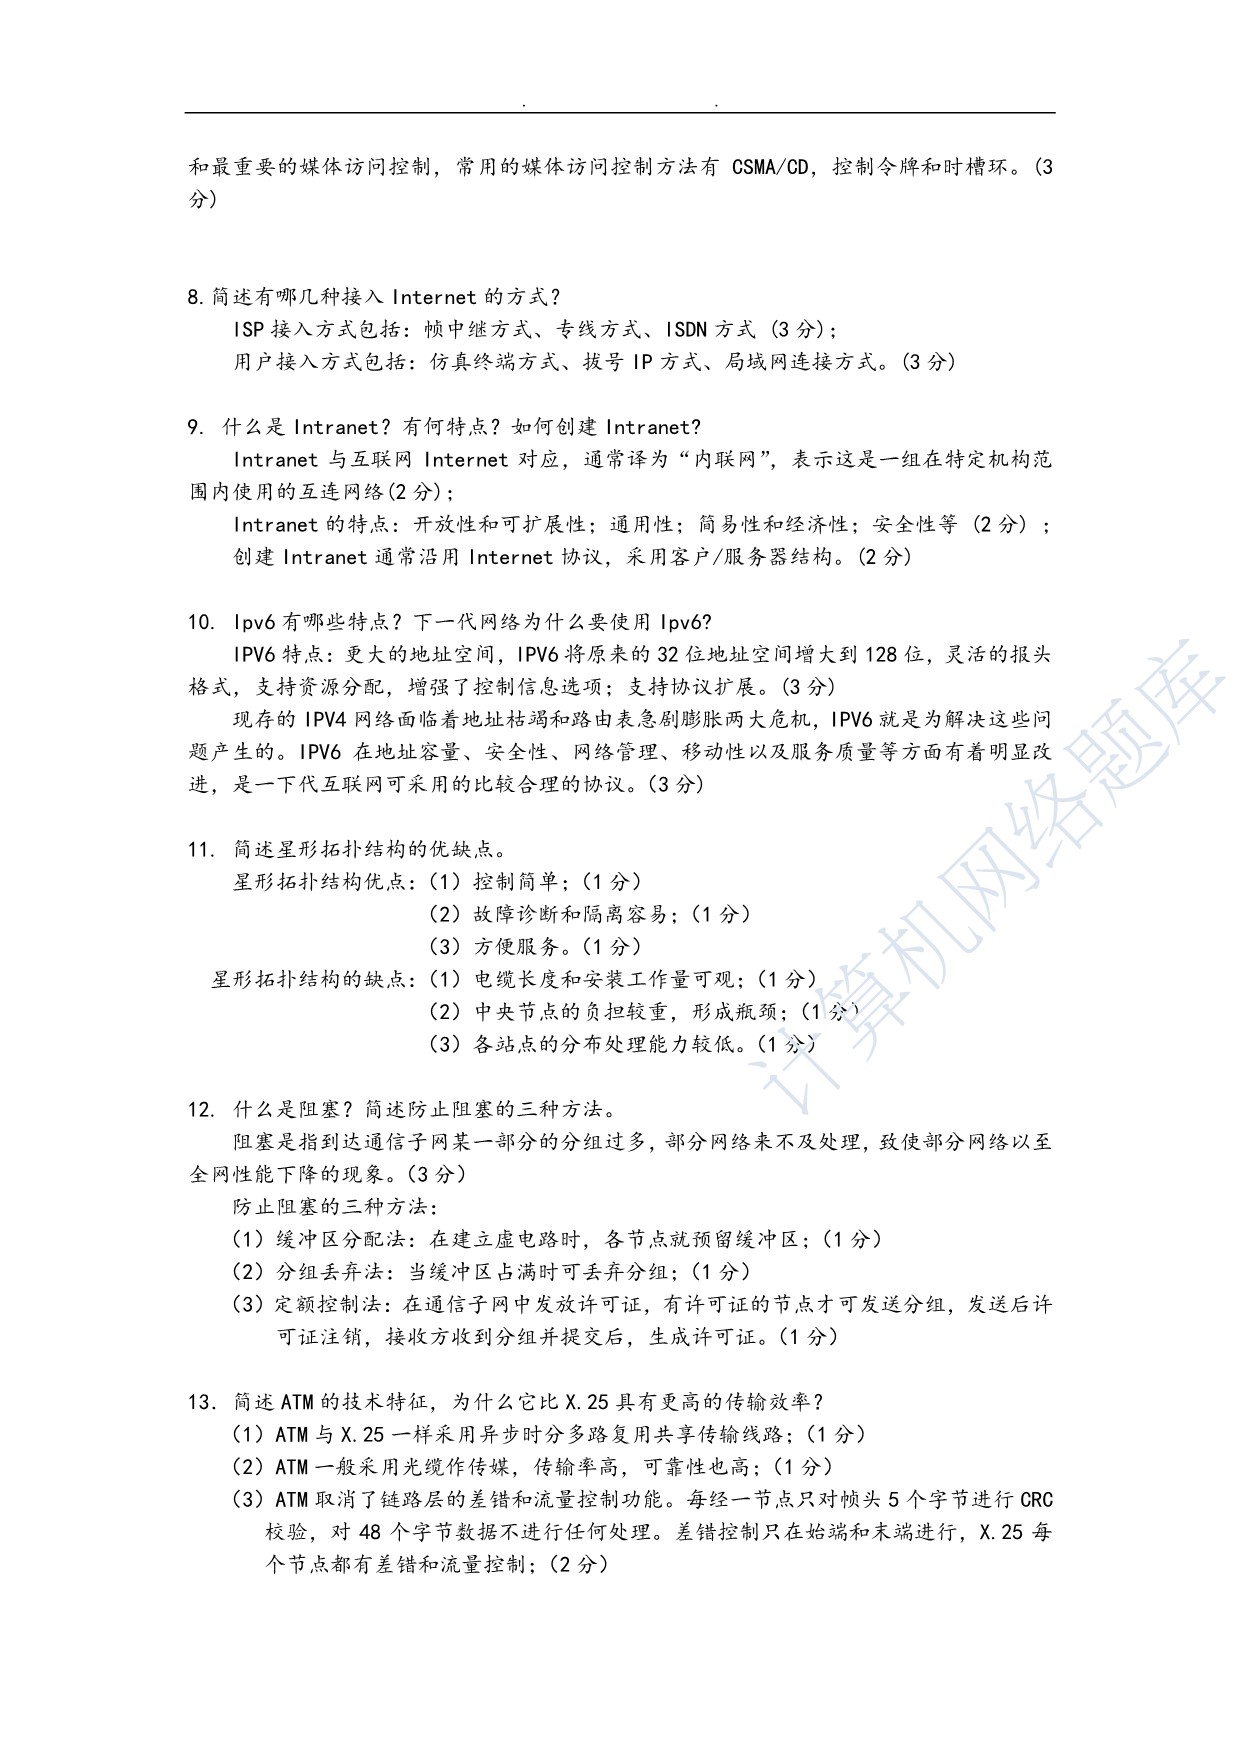 和最重要的媒体访问控制，常用的媒体访问控制方法有 CSMA/CD，控制令牌和时槽环。(3
分)
8.简述有哪几种接入 Internet 的方式？
ISP 接入方式包括：帧中继方式、专线方式、ISDN 方式 (3 分)；
用户接入方式包括：仿真终端方式、拔号 IP 方式、局域网连接方式。(3 分)
9. 什么是 Intranet？有何特点？如何创建 Intranet?
Intranet 与互联网 Internet 对应，通常译为“内联网”，表示这是一组在特定机构范
围内使用的互连网络(2 分)；
Intranet 的特点：开放性和可扩展性；通用性；简易性和经济性；安全性等（2 分）；
创建 Intranet 通常沿用 Internet 协议，采用客户/服务器结构。(2 分)
10. Ipv6 有哪些特点？下一代网络为什么要使用 Ipv6?
IPV6 特点：更大的地址空间，IPV6 将原来的 32 位地址空间增大到 128 位，灵活的报头
格式，支持资源分配，增强了控制信息选项；支持协议扩展。(3 分)
现存的 IPV4 网络面临着地址枯竭和路由表急剧膨胀两大危机，IPV6 就是为解决这些问
题产生的。IPV6 在地址容量、安全性、网络管理、移动性以及服务质量等方面有着明显改
进，是一下代互联网可采用的比较合理的协议。(3 分)
11. 简述星形拓扑结构的优缺点。
星形拓扑结构优点：（1）控制简单；（1 分）
（2）故障诊断和隔离容易；（1 分）
（3）方便服务。（1 分）
星形拓扑结构的缺点：（1）电缆长度和安装工作量可观；（1 分）
（2）中央节点的负担较重，形成瓶颈；（1 分）
（3）各站点的分布处理能力较低。（1 分）
12. 什么是阻塞？简述防止阻塞的三种方法。
阻塞是指到达通信子网某一部分的分组过多，部分网络来不及处理，致使部分网络以至
全网性能下降的现象。（3 分）
防止阻塞的三种方法：
（1）缓冲区分配法：在建立虚电路时，各节点就预留缓冲区；（1 分）
（2）分组丢弃法：当缓冲区占满时可丢弃分组；（1 分）
（3）定额控制法：在通信子网中发放许可证，有许可证的节点才可发送分组，发送后许
可证注销，接收方收到分组并提交后，生成许可证。（1 分）
13．简述 ATM 的技术特征，为什么它比 X.25 具有更高的传输效率？
（1）ATM 与 X.25 一样采用异步时分多路复用共享传输线路；（1 分）
（2）ATM 一般采用光缆作传媒，传输率高，可靠性也高；（1 分）
（3）ATM 取消了链路层的差错和流量控制功能。每经一节点只对帧头 5 个字节进行 CRC
校验，对 48 个字节数据不进行任何处理。差错控制只在始端和末端进行，X.25 每
个节点都有差错和流量控制；（2 分）
计算机网络题库